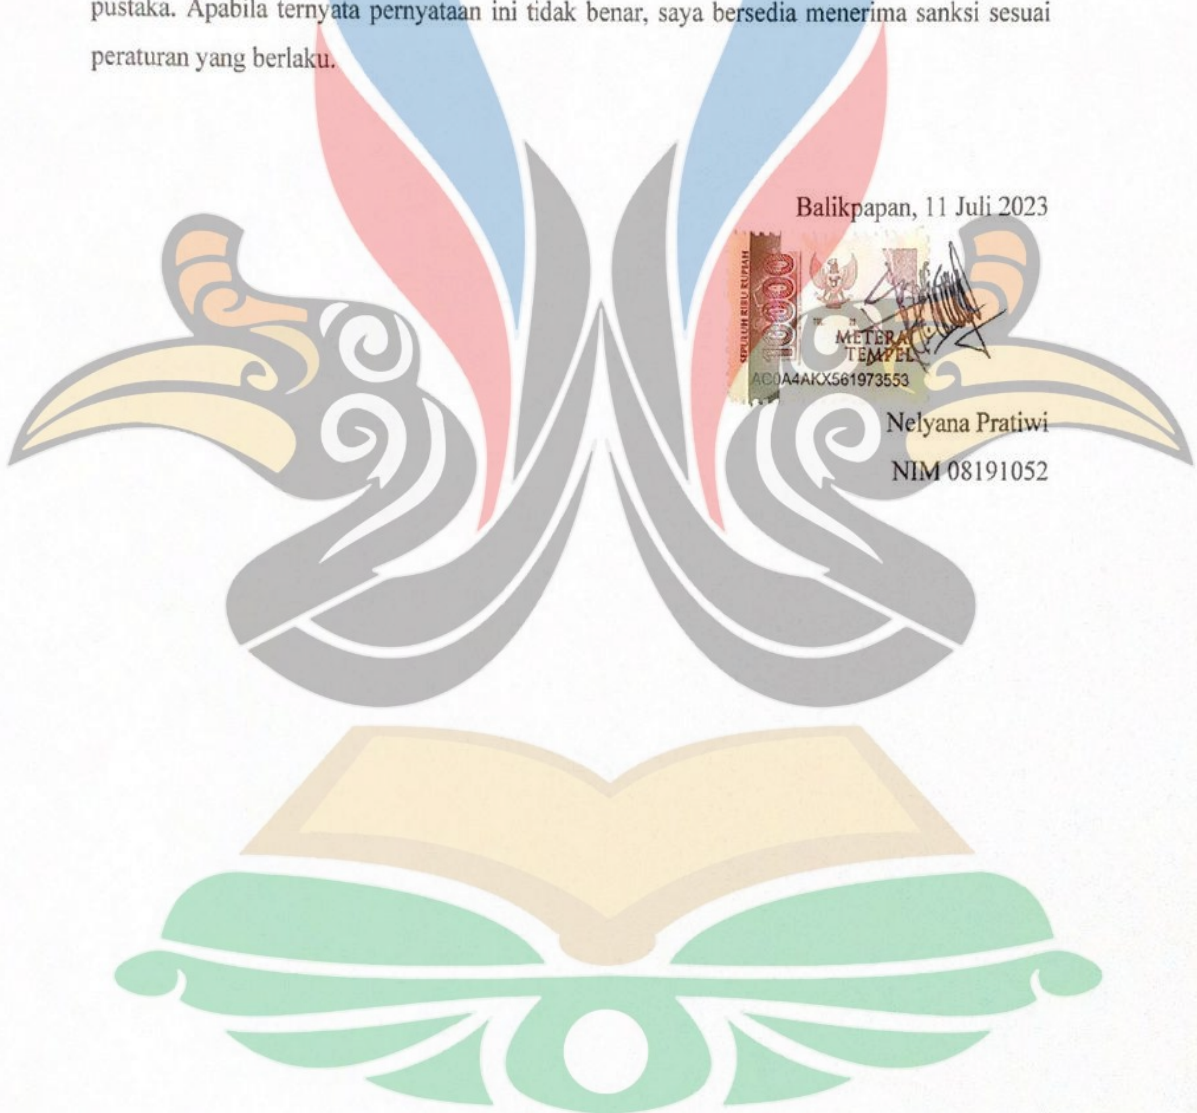 pustaka. Apabila ternyata pernyataan ini tidak benar, saya bersedia menerima sanksi sesuai
peraturan yang berlaku.
Balikpapan, 11 Juli 2023
SEPULUH RIBU RUPIAH
10000
METERAI
TEMPEL
AC0A4AKX561973553
Nelyana Pratiwi
NIM 08191052